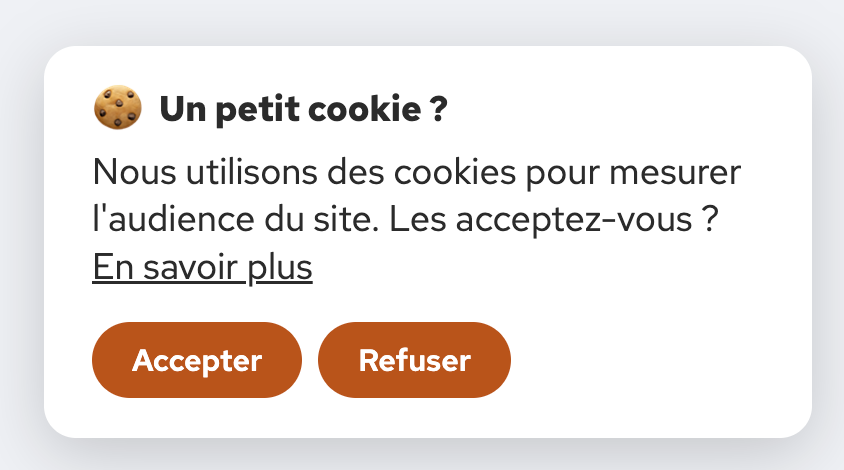 Un petit cookie ?
Nous utilisons des cookies pour mesurer
l'audience du site. Les acceptez-vous ?
En savoir plus
Accepter
Refuser